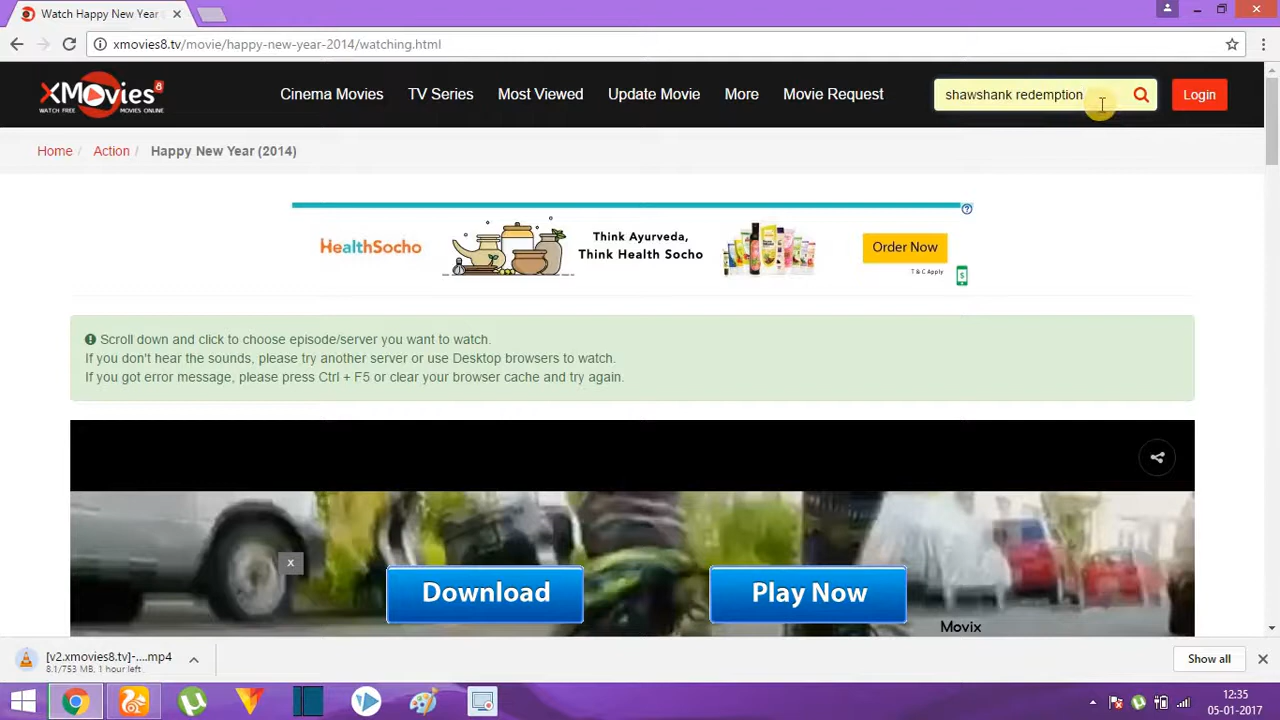 Watch Happy New Year
xmovies8.tv/movie/happy-new-year-2014/watching.html
XMovies8
WATCH FREE MOVIES ONLINE
Cinema Movies
TV Series
Most Viewed
Update Movie
More
Movie Request
shawshank redemption
Login
Home / Action / Happy New Year (2014)
HealthSocho
Think Ayurveda,
Think Health Socho
Order Now
T & C Apply
Scroll down and click to choose episode/server you want to watch.
If you don't hear the sounds, please try another server or use Desktop browsers to watch.
If you got error message, please press Ctrl + F5 or clear your browser cache and try again.
x
Download
Play Now
Movix
[v2.xmovies8.tv]-....mp4
8.1/753 MB, 1 hour left
Show all
12:35
05-01-2017